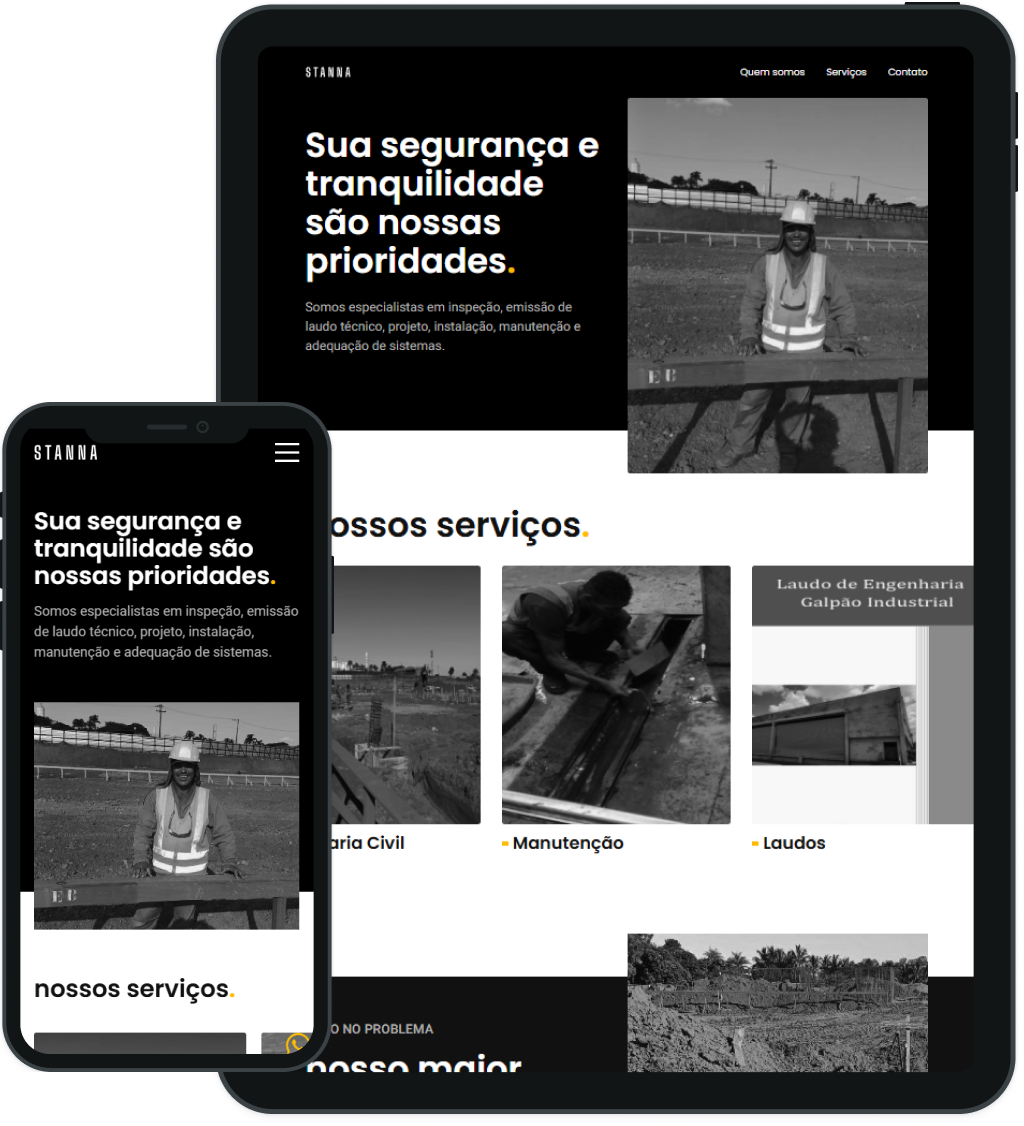 STANNA
Quem somos Serviços Contato
Sua segurança e
tranquilidade
são nossas
prioridades.
Somos especialistas em inspeção, emissão de
laudo técnico, projeto, instalação, manutenção e
adequação de sistemas.
EC
ossos serviços.
Laudo de Engenharia
Galpão Industrial
aria Civil
Manutenção
Laudos
O NO PROBLEMA
nosso maior
STANNA
Sua segurança e
tranquilidade são
nossas prioridades.
Somos especialistas em inspeção, emissão
de laudo técnico, projeto, instalação,
manutenção e adequação de sistemas.
EC
nossos serviços.